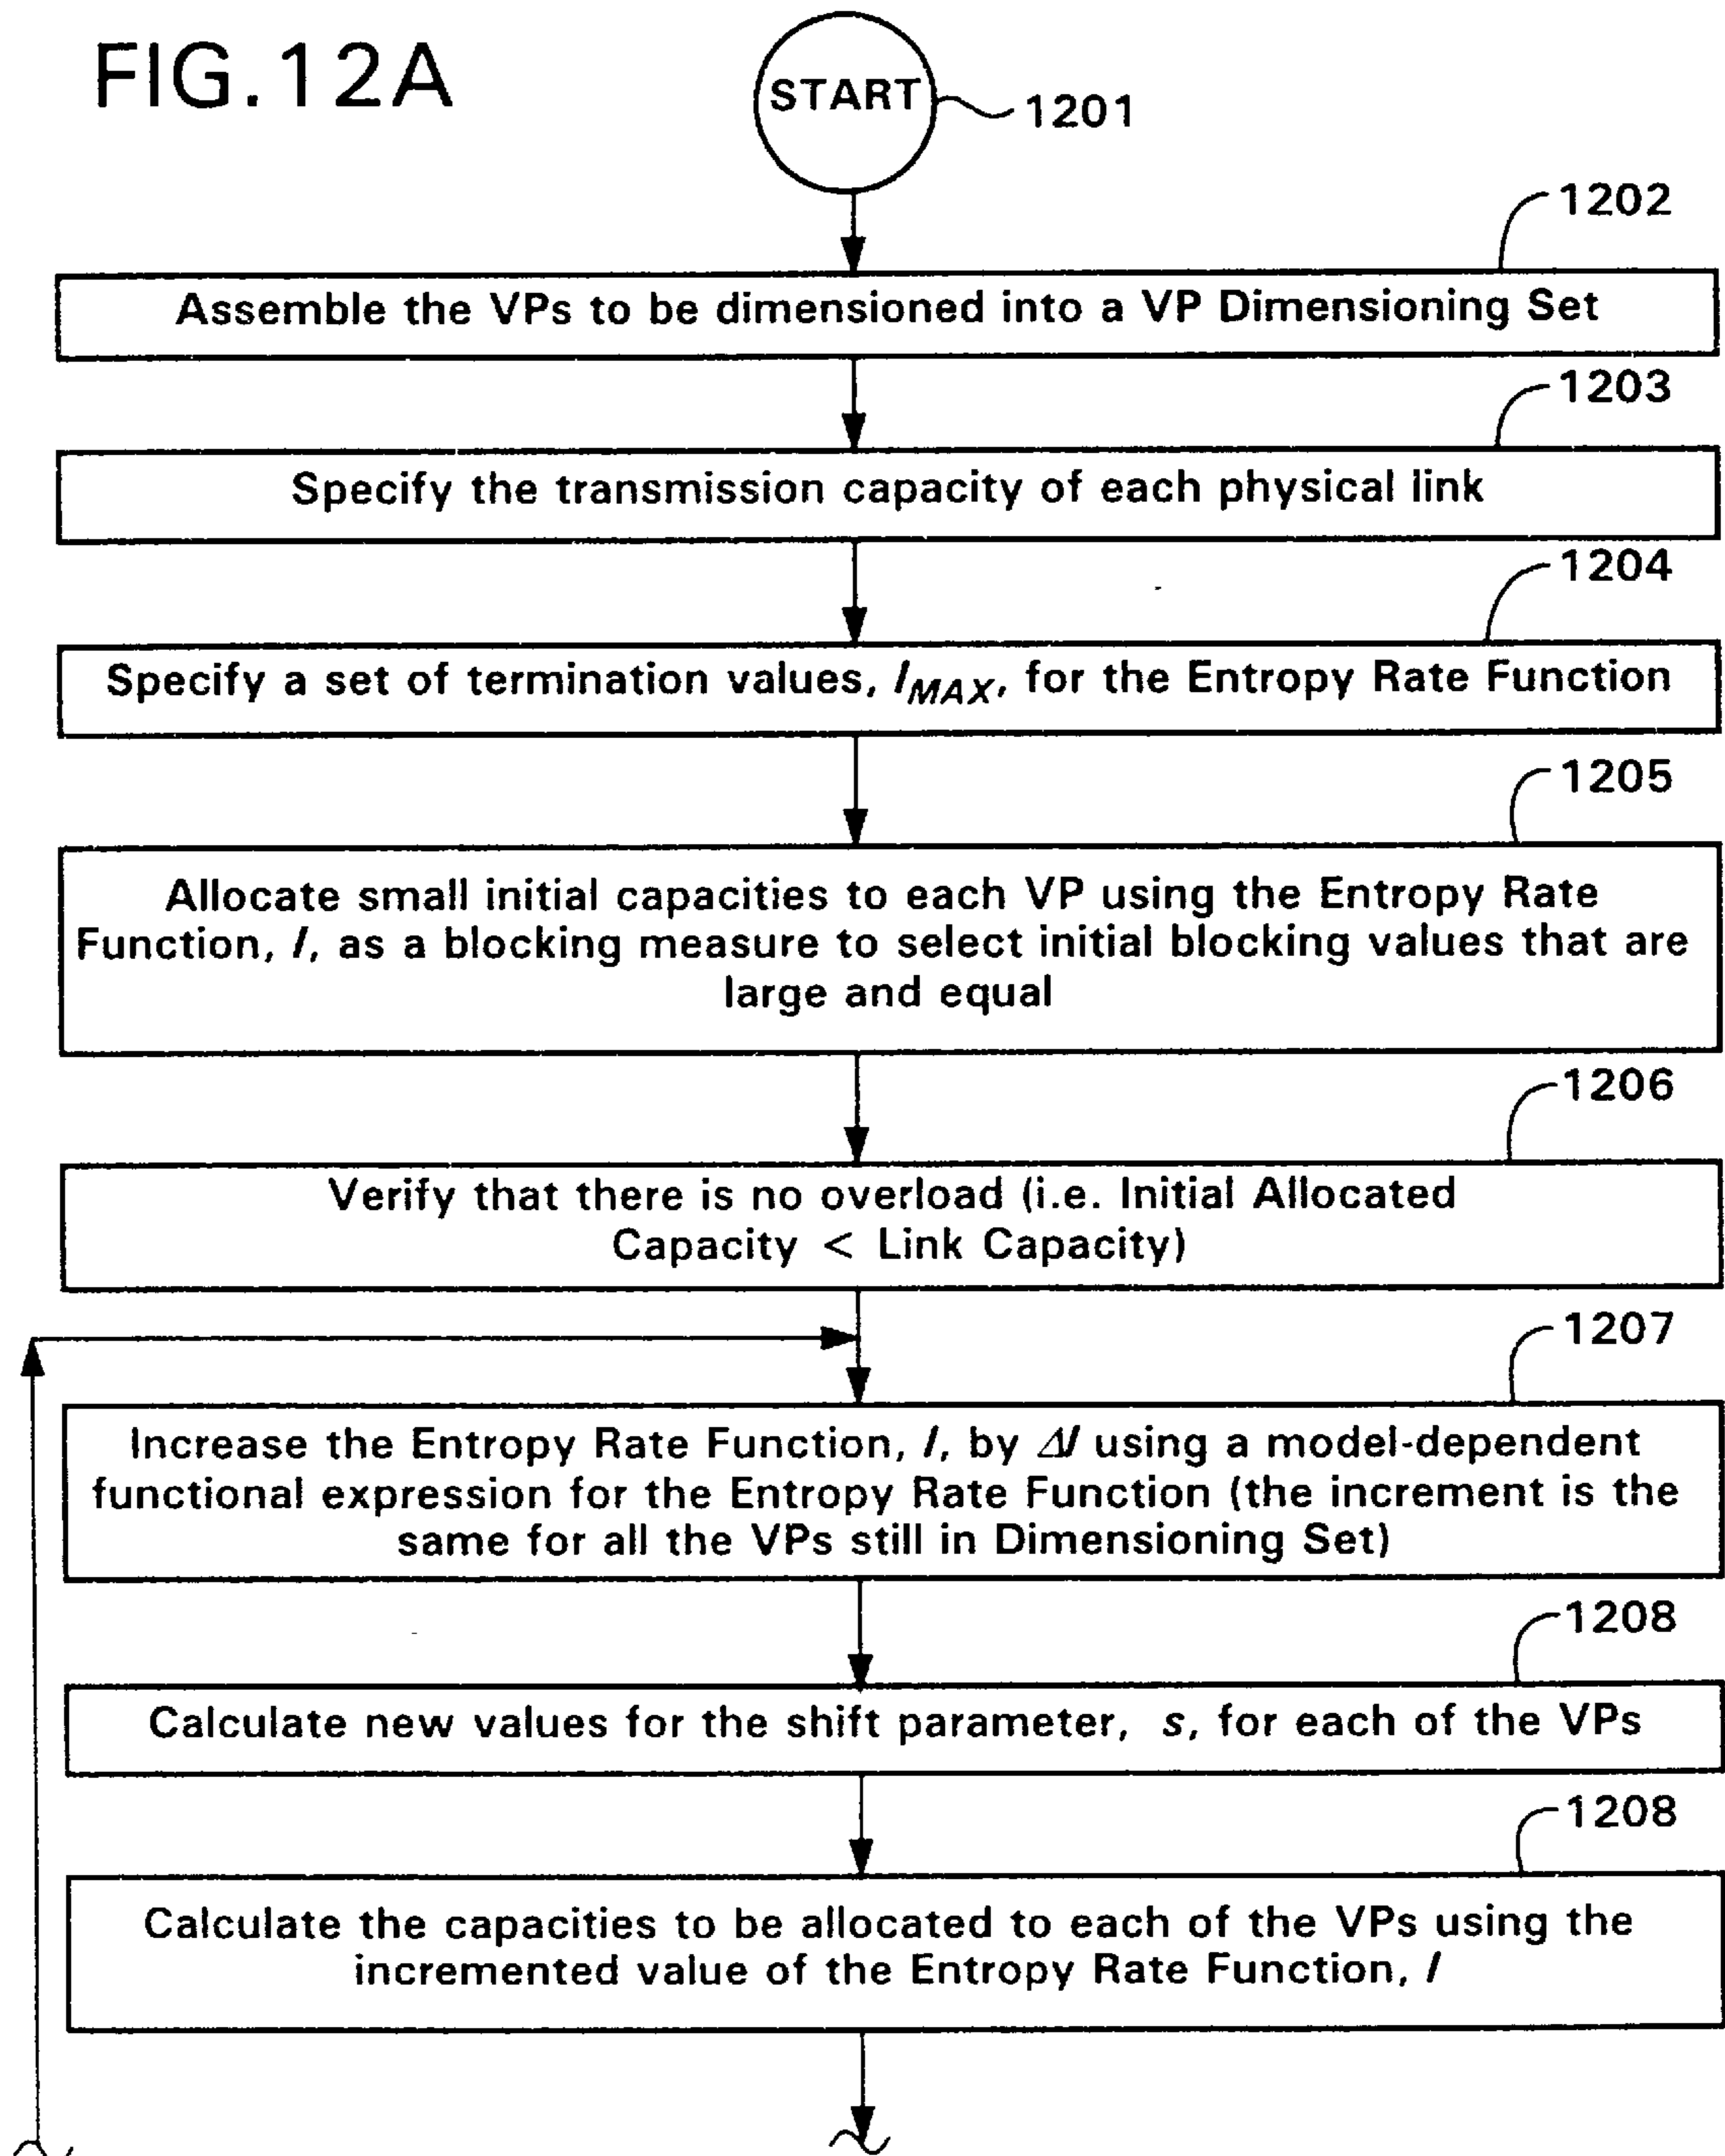 FIG.12A
START
1201
1202
Assemble the VPs to be dimensioned into a VP Dimensioning Set
1203
Specify the transmission capacity of each physical link
1204
Specify a set of termination values, I_MAX, for the Entropy Rate Function
1205
Allocate small initial capacities to each VP using the Entropy Rate
Function, I, as a blocking measure to select initial blocking values that are
large and equal
1206
Verify that there is no overload (i.e. Initial Allocated
Capacity < Link Capacity)
1207
Increase the Entropy Rate Function, I, by ΔI using a model-dependent
functional expression for the Entropy Rate Function (the increment is the
same for all the VPs still in Dimensioning Set)
1208
Calculate new values for the shift parameter, s, for each of the VPs
1208
Calculate the capacities to be allocated to each of the VPs using the
incremented value of the Entropy Rate Function, I